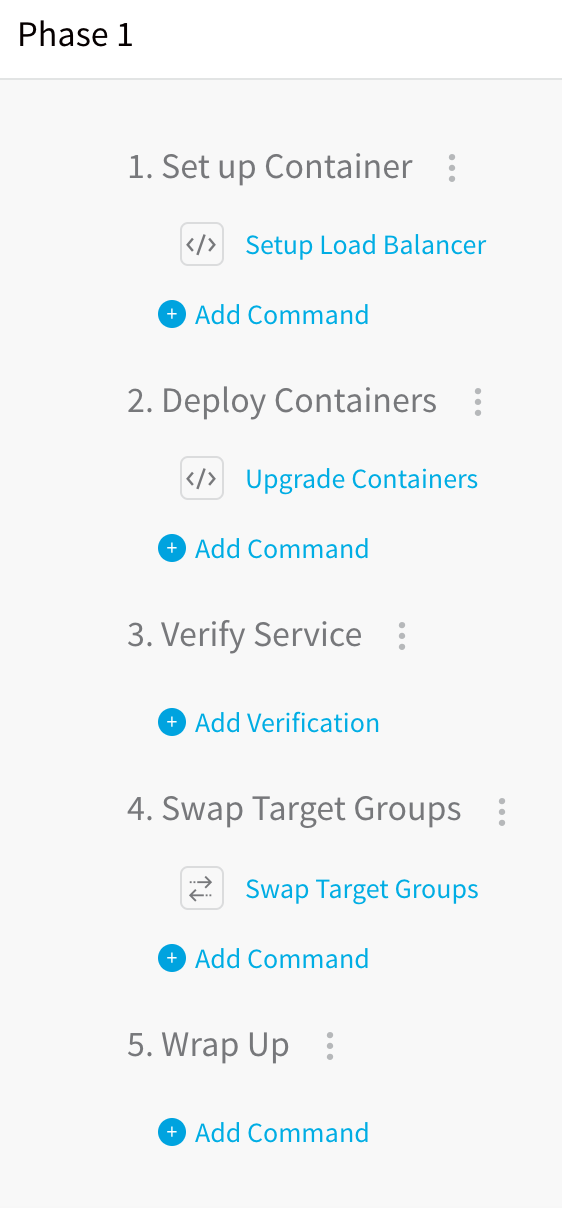 Phase 1
1. Set up Container
</> Setup Load Balancer
+ Add Command
2. Deploy Containers
</> Upgrade Containers
+ Add Command
3. Verify Service
+ Add Verification
4. Swap Target Groups
Swap Target Groups
+ Add Command
5. Wrap Up
+ Add Command